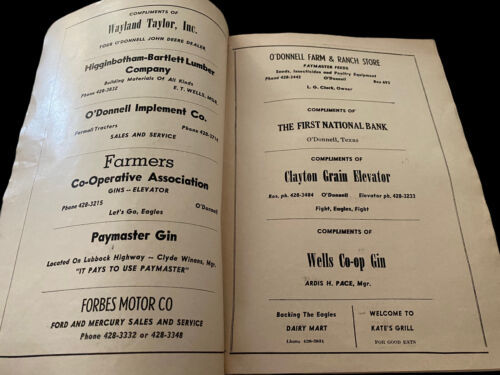 COMPLIMENTS OF
Wayland Taylor, Inc.
YOUR O'DONNELL JOHN DEERE DEALER
Higginbotham-Bartlett Lumber
Company
Building Materials Of All Kinds
Phone 428-3832
E. T. WELLS, MGR.
O'Donnell Implement Co.
Farmall Tractors
Phone 428-3214
SALES AND SERVICE
Farmers
Co-Operative Association
GINS – ELEVATOR
Phone 428-3215
O'Donnell
Let's Go, Eagles
Paymaster Gin
Located On Lubbock Highway – Clyde Winans, Mgr.
"IT PAYS TO USE PAYMASTER"
FORBES MOTOR CO
FORD AND MERCURY SALES AND SERVICE
Phone 428-3332 or 428-3348
O'DONNELL FARM & RANCH STORE
PAYMASTER FEEDS
Seeds, Insecticides and Poultry Equipment
Phone 428-3442
O'Donnell
Box 693
L. G. Clark, Owner
COMPLIMENTS OF
THE FIRST NATIONAL BANK
O'Donnell, Texas
COMPLIMENTS OF
Clayton Grain Elevator
Res. ph. 428-3484
O'Donnell
Elevator ph. 428-3233
Fight, Eagles, Fight
COMPLIMENTS OF
Wells Co-op Gin
ARDIS H. PACE, Mgr.
Backing The Eagles
DAIRY MART
428-3831
WELCOME TO
KATE'S GRILL
FOR GOOD EATS